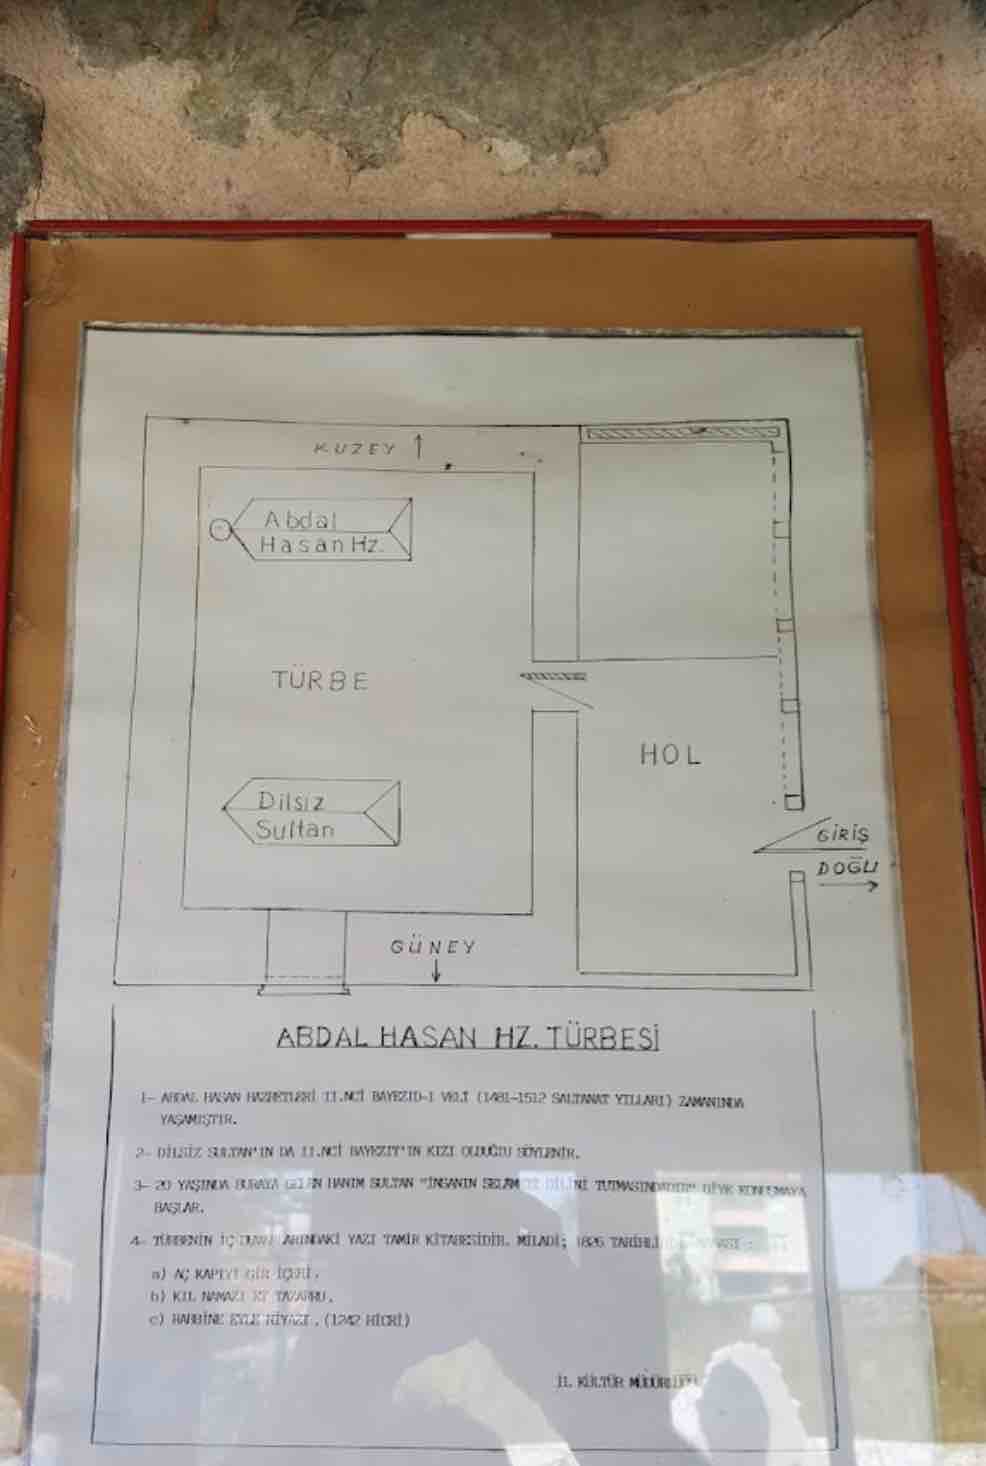 KUZEY
Abdal
Hasan Hz.
TÜRBE
HOL
Dilsiz
Sultan
GİRİŞ
DOĞU
GÜNEY
ABDAL HASAN HZ. TÜRBESİ
1- ABDAL HASAN HAZRETLERİ II.NCİ BAYEZID-I VELİ (1481-1512 SALTANAT YILLARI) ZAMANINDA
YAŞAMIŞTIR.
2- DİLSİZ SULTAN'IN DA II.NCİ BAYEZIT'IN KIZI OLDUĞU SÖYLENİR.
3- 20 YAŞINDA BURAYA GELEN HANIM SULTAN "İNSANIN SELAMETİ DİLİNİ TUTMASINDADIR" DİYE KONUŞMAYA
BAŞLAR.
4- TÜRBENİN İÇ DUVARLARINDAKİ YAZI TAMİR KİTABESİDİR. MİLADİ; 1826 TARİHLİ
a) AÇ KAPIYI GİR İÇERİ.
b) KIL NAMAZI ET TAZARRU.
c) RABBİNE EYLE NİYAZI. (1242 HİCRİ)
İL KÜLTÜR MÜDÜRLÜĞÜ